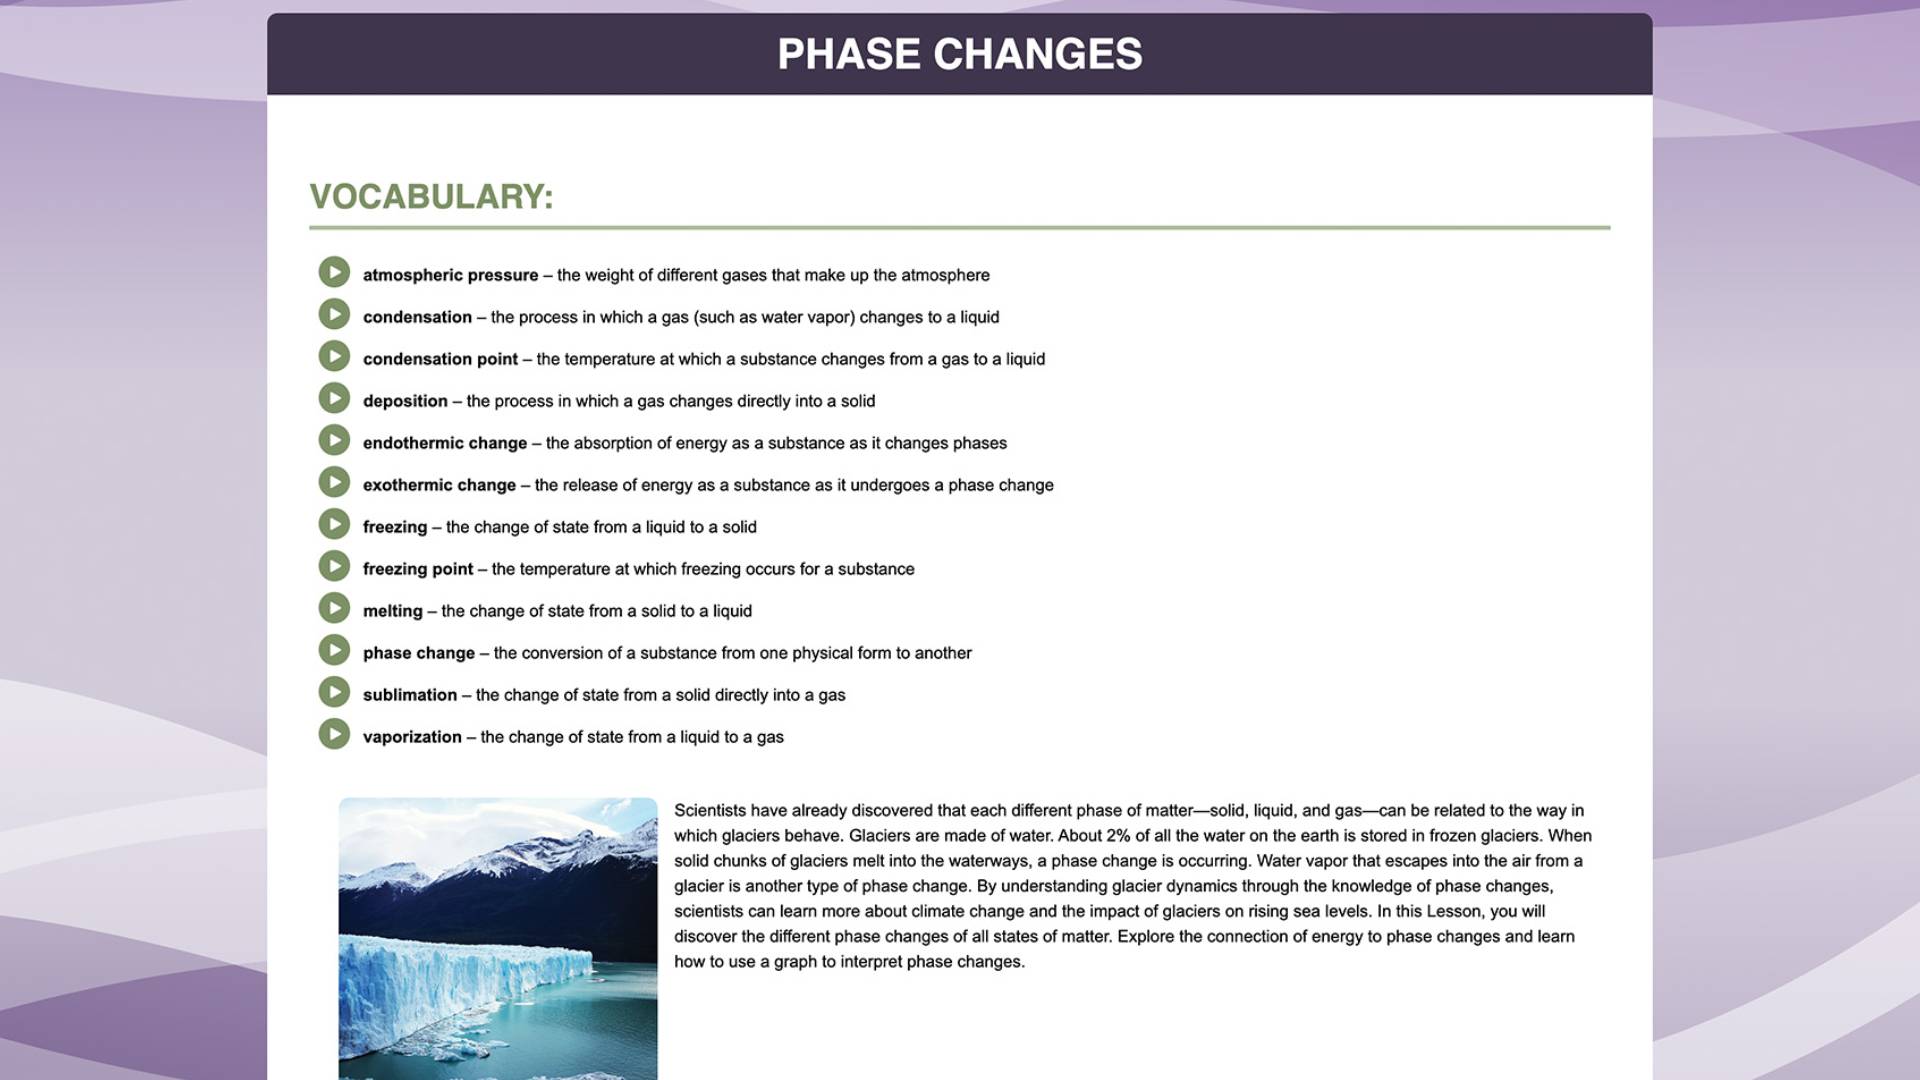 PHASE CHANGES
VOCABULARY:
atmospheric pressure – the weight of different gases that make up the atmosphere
condensation – the process in which a gas (such as water vapor) changes to a liquid
condensation point – the temperature at which a substance changes from a gas to a liquid
deposition – the process in which a gas changes directly into a solid
endothermic change – the absorption of energy as a substance as it changes phases
exothermic change – the release of energy as a substance as it undergoes a phase change
freezing – the change of state from a liquid to a solid
freezing point – the temperature at which freezing occurs for a substance
melting – the change of state from a solid to a liquid
phase change – the conversion of a substance from one physical form to another
sublimation – the change of state from a solid directly into a gas
vaporization – the change of state from a liquid to a gas
Scientists have already discovered that each different phase of matter—solid, liquid, and gas—can be related to the way in
which glaciers behave. Glaciers are made of water. About 2% of all the water on the earth is stored in frozen glaciers. When
solid chunks of glaciers melt into the waterways, a phase change is occurring. Water vapor that escapes into the air from a
glacier is another type of phase change. By understanding glacier dynamics through the knowledge of phase changes,
scientists can learn more about climate change and the impact of glaciers on rising sea levels. In this Lesson, you will
discover the different phase changes of all states of matter. Explore the connection of energy to phase changes and learn
how to use a graph to interpret phase changes.